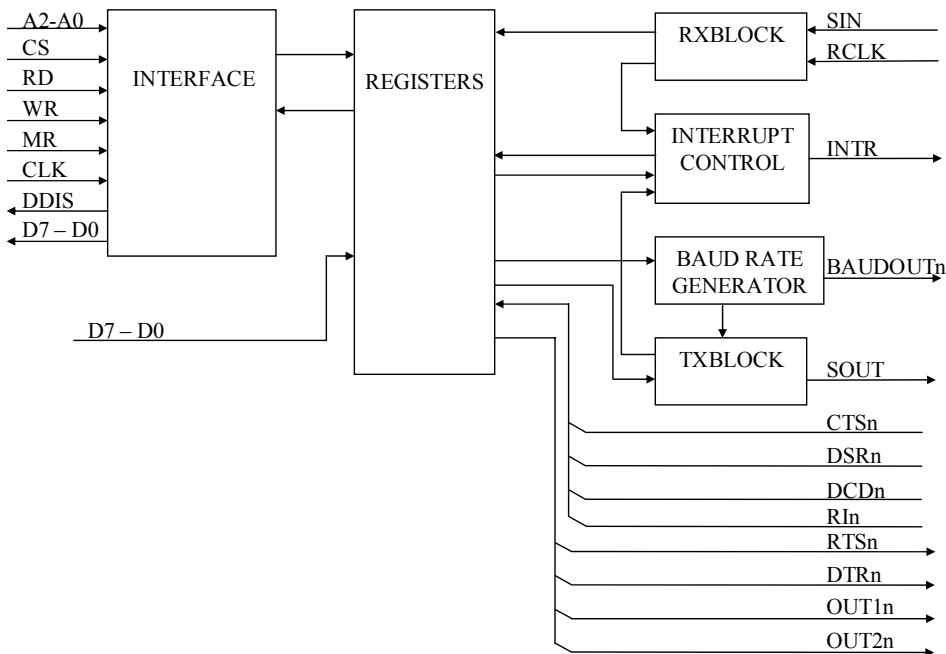 A2-A0
CS
RD
WR
MR
CLK
DDIS
D7 – D0
INTERFACE
D7 – D0
REGISTERS
RXBLOCK
SIN
RCLK
INTERRUPT
CONTROL
INTR
BAUD RATE
GENERATOR
BAUDOUTn
TXBLOCK
SOUT
CTSn
DSRn
DCDn
RIn
RTSn
DTRn
OUT1n
OUT2n